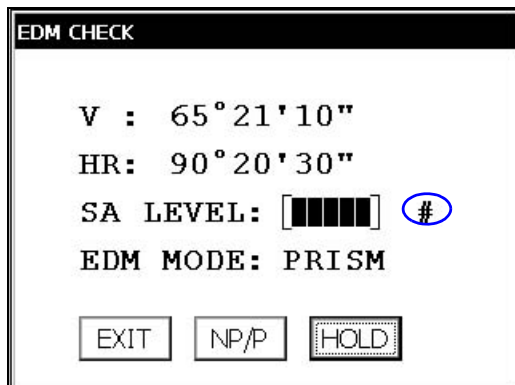 EDM CHECK
V : 65°21'10"
HR: 90°20'30"
SA LEVEL: [█████] #
EDM MODE: PRISM
EXIT NP/P HOLD